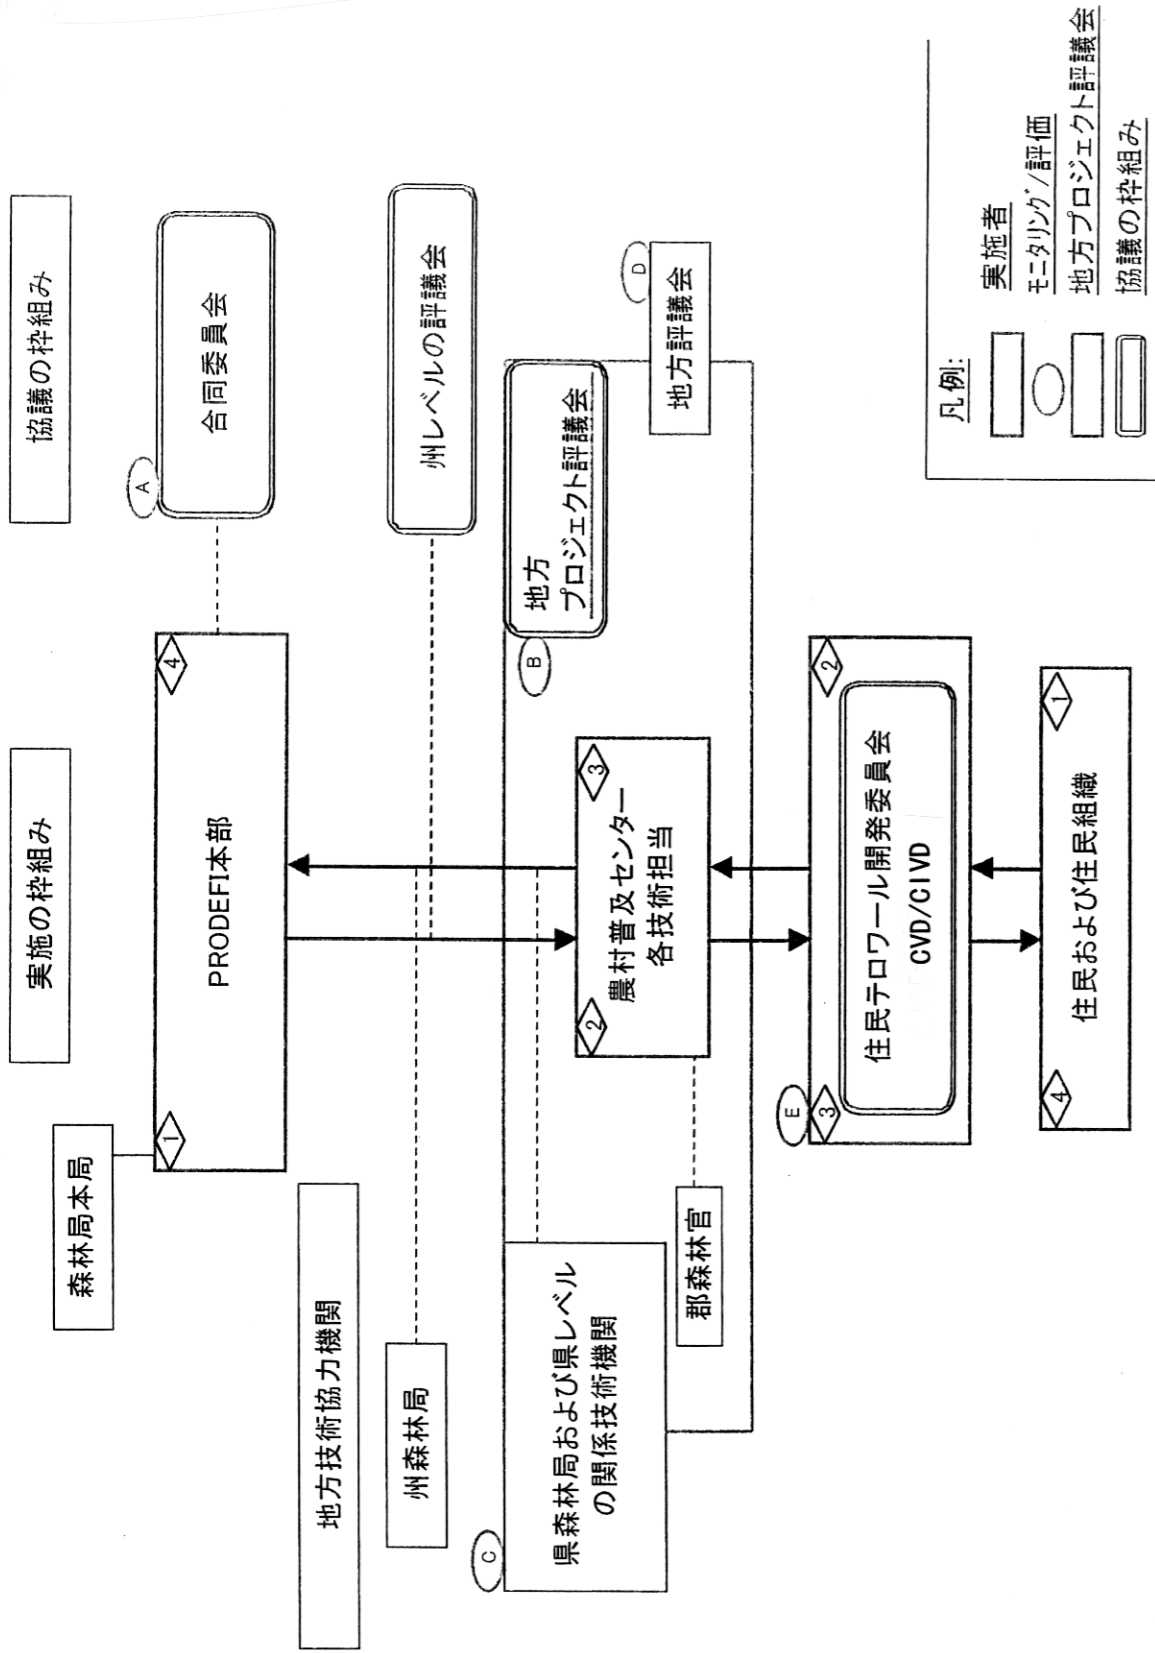 実施の枠組み
協議の枠組み
森林局本局
A
1
4
PRODEFI本部
合同委員会
地方技術協力機関
州森林局
州レベルの評議会
C
県森林局および県レベル
の関係技術機関
B
地方
プロジェクト評議会
2
3
農村普及センター
各技術担当
D
地方評議会
郡森林官
E
3
2
住民テロワール開発委員会
CVD/CIVD
4
1
住民および住民組織
凡例:
実施者
モニタリング/評価
地方プロジェクト評議会
協議の枠組み